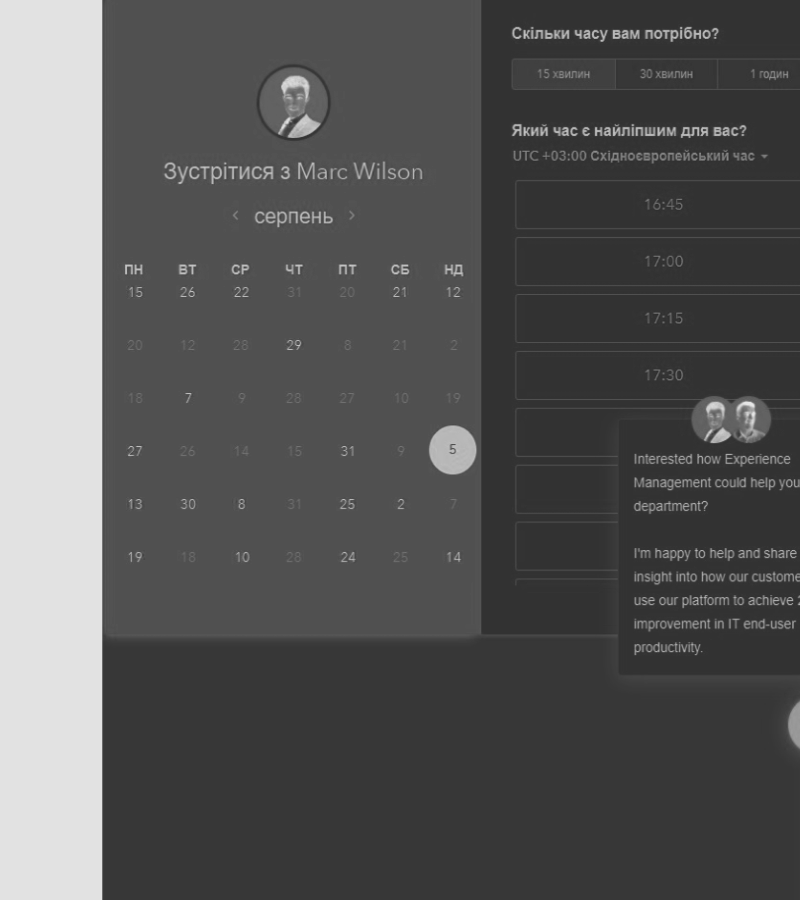 Зустрітися з Marc Wilson
серпень
ПН ВТ СР ЧТ ПТ СБ НД
15 26 22 31 20 21 12
20 12 28 29 8 21 2
18 7 9 28 27 10 19
27 26 14 15 31 9 5
13 30 8 31 25 2 7
19 18 10 28 24 25 14
Скільки часу вам потрібно?
15 хвилин 30 хвилин 1 годин
Який час є найліпшим для вас?
UTC +03:00 Східноєвропейський час
16:45
17:00
17:15
17:30
Interested how Experience
Management could help you
department?
I'm happy to help and share
insight into how our custome
use our platform to achieve 2
improvement in IT end-user
productivity.